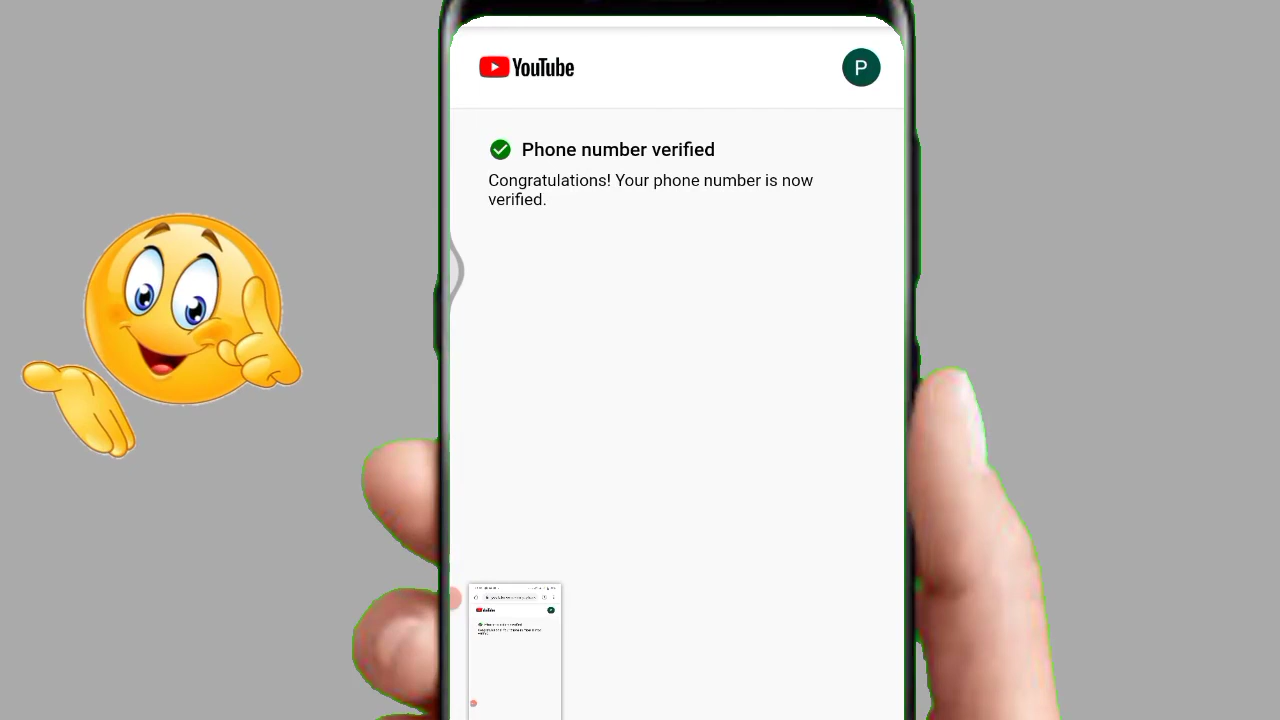 YouTube
P
Phone number verified
Congratulations! Your phone number is now
verified.